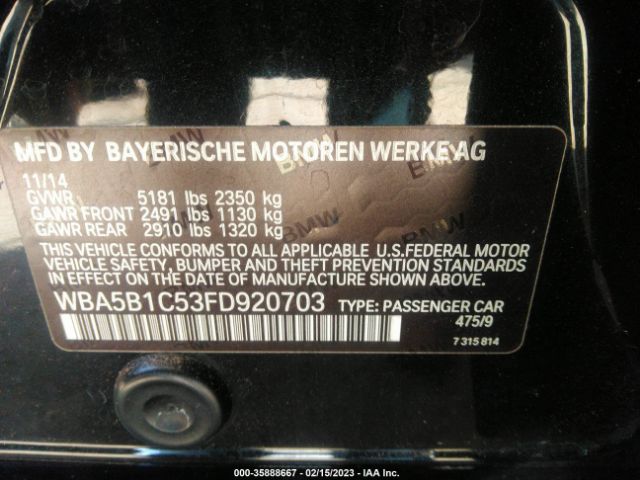 MFD BY BAYERISCHE MOTOREN WERKE AG
11/14
GVWR 5181 lbs 2350 kg
GAWR FRONT 2491 lbs 1130 kg
GAWR REAR 2910 lbs 1320 kg
THIS VEHICLE CONFORMS TO ALL APPLICABLE U.S.FEDERAL MOTOR
VEHICLE SAFETY, BUMPER AND THEFT PREVENTION STANDARDS
IN EFFECT ON THE DATE OF MANUFACTURE SHOWN ABOVE.
WBA5B1C53FD920703 TYPE: PASSENGER CAR
475/9
7 315 814
BMW
BMW
BMW
000-35888667 - 02/15/2023 - IAA Inc.